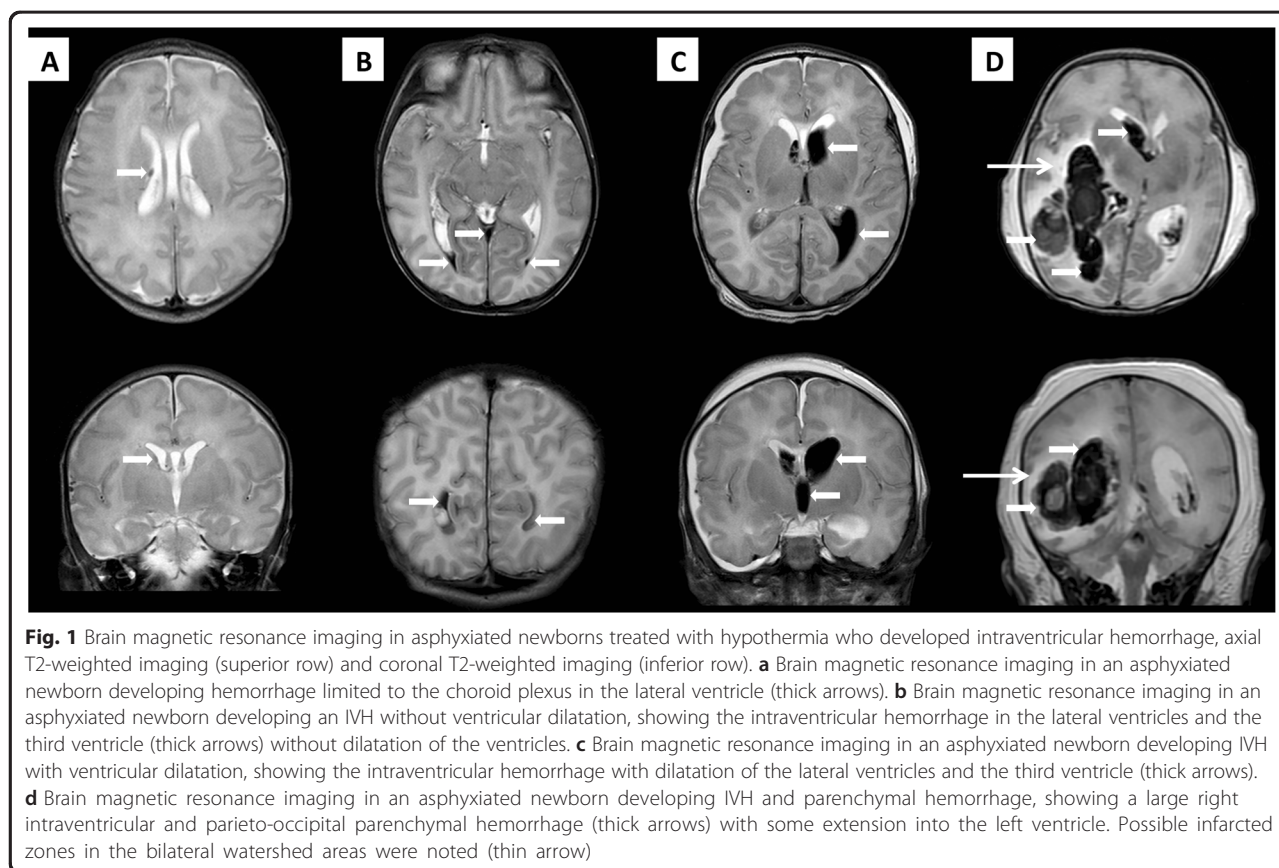 A
B
C
D
Fig. 1 Brain magnetic resonance imaging in asphyxiated newborns treated with hypothermia who developed intraventricular hemorrhage, axial
T2-weighted imaging (superior row) and coronal T2-weighted imaging (inferior row). a Brain magnetic resonance imaging in an asphyxiated
newborn developing hemorrhage limited to the choroid plexus in the lateral ventricle (thick arrows). b Brain magnetic resonance imaging in an
asphyxiated newborn developing an IVH without ventricular dilatation, showing the intraventricular hemorrhage in the lateral ventricles and the
third ventricle (thick arrows) without dilatation of the ventricles. c Brain magnetic resonance imaging in an asphyxiated newborn developing IVH
with ventricular dilatation, showing the intraventricular hemorrhage with dilatation of the lateral ventricles and the third ventricle (thick arrows).
d Brain magnetic resonance imaging in an asphyxiated newborn developing IVH and parenchymal hemorrhage, showing a large right
intraventricular and parieto-occipital parenchymal hemorrhage (thick arrows) with some extension into the left ventricle. Possible infarcted
zones in the bilateral watershed areas were noted (thin arrow)